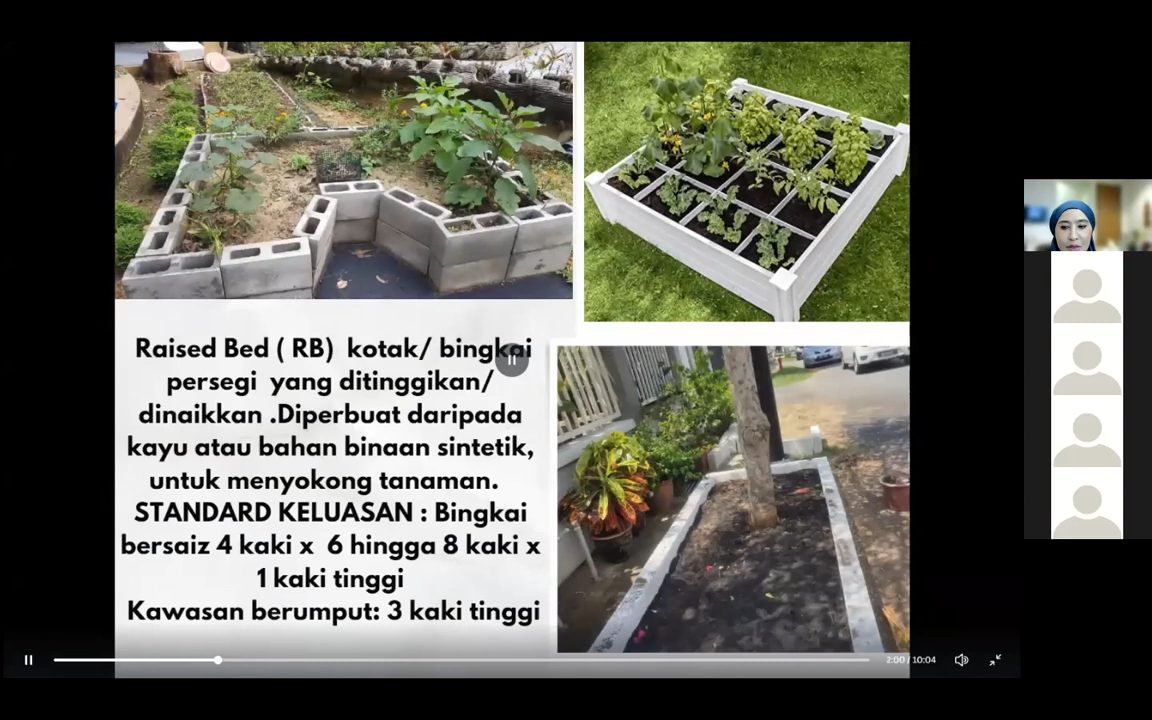 Raised Bed ( RB)  kotak/ bingkai
persegi  yang ditinggikan/
dinaikkan .Diperbuat daripada
kayu atau bahan binaan sintetik,
untuk menyokong tanaman.
STANDARD KELUASAN : Bingkai
bersaiz 4 kaki x  6 hingga 8 kaki x
1 kaki tinggi
Kawasan berumput: 3 kaki tinggi
2:00 / 10:04